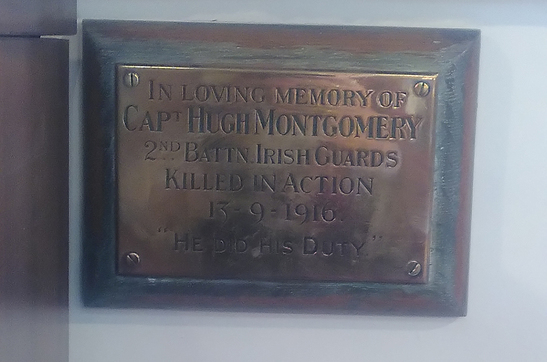 IN LOVING MEMORY OF
CAPT HUGH MONTGOMERY
2ND BATTN. IRISH GUARDS
KILLED IN ACTION
13-9-1916.
"HE DID HIS DUTY."